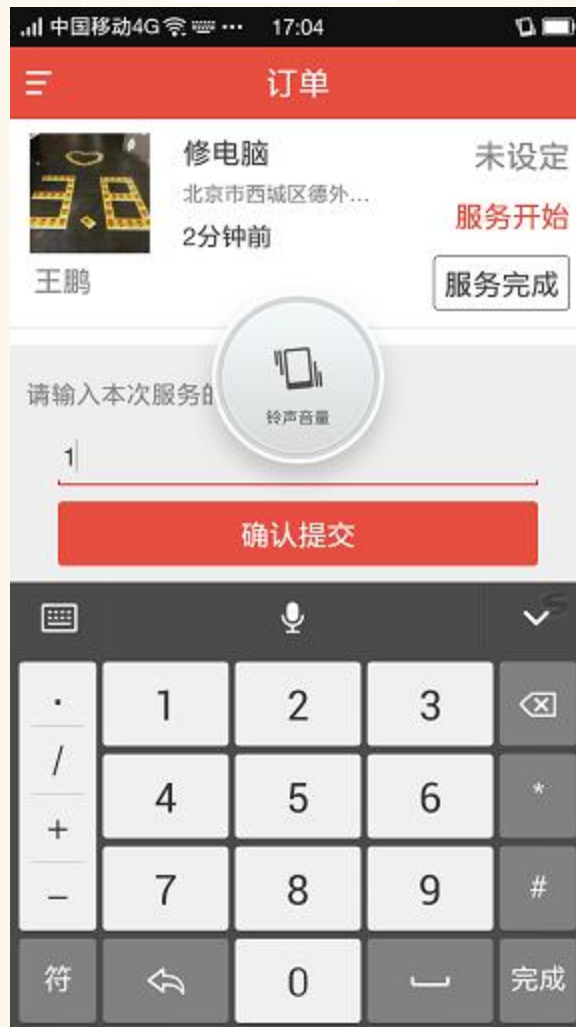 中国移动4G ... 17:04
订单
修电脑
未设定
北京市西城区德外...
服务开始
2分钟前
王鹏
服务完成
铃声音量
请输入本次服务
1
确认提交
. 1 2 3
/ 4 5 6 *
+
- 7 8 9 #
符 0 完成